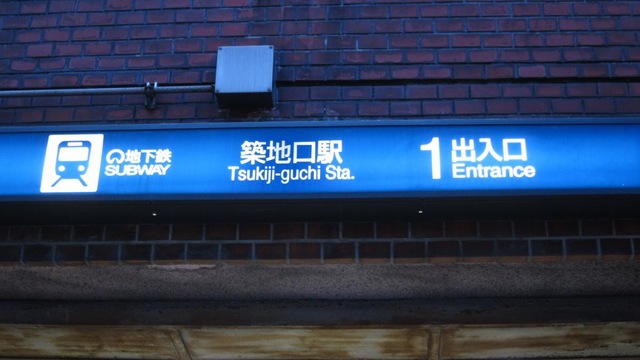 地下鉄
SUBWAY
築地口駅
Tsukiji-guchi Sta.
1 出入口
Entrance